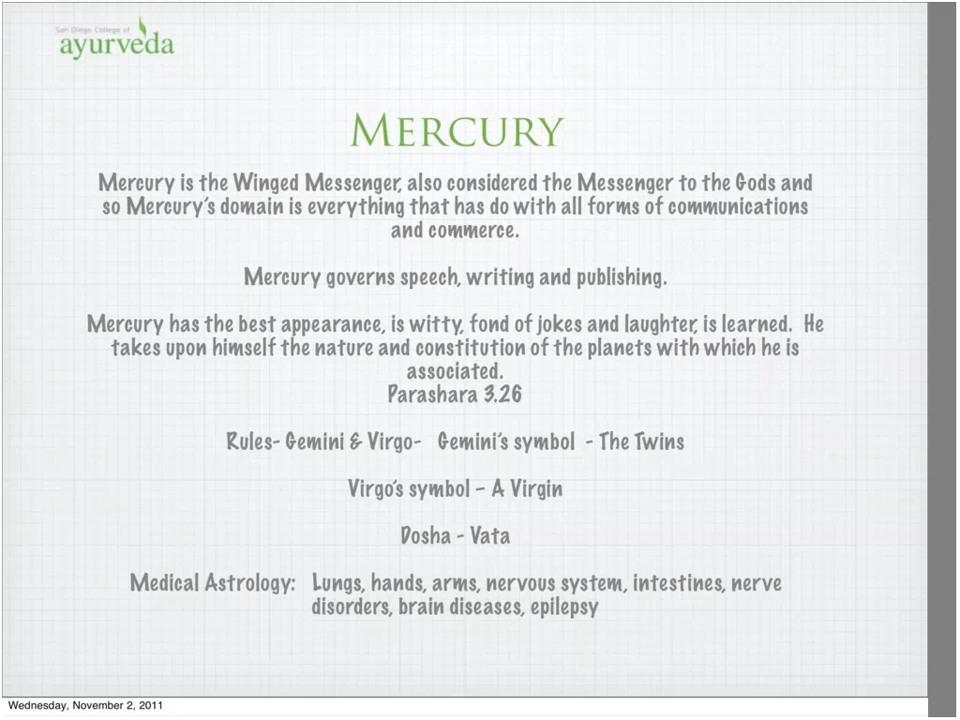 San Diego College of
ayurveda
MERCURY
Mercury is the Winged Messenger, also considered the Messenger to the Gods and
so Mercury's domain is everything that has do with all forms of communications
and commerce.
Mercury governs speech, writing and publishing.
Mercury has the best appearance, is witty, fond of jokes and laughter, is learned. He
takes upon himself the nature and constitution of the planets with which he is
associated.
Parashara 3.26
Rules- Gemini & Virgo- Gemini's symbol - The Twins
Virgo's symbol – A Virgin
Dosha - Vata
Medical Astrology: Lungs, hands, arms, nervous system, intestines, nerve
disorders, brain diseases, epilepsy
Wednesday, November 2, 2011